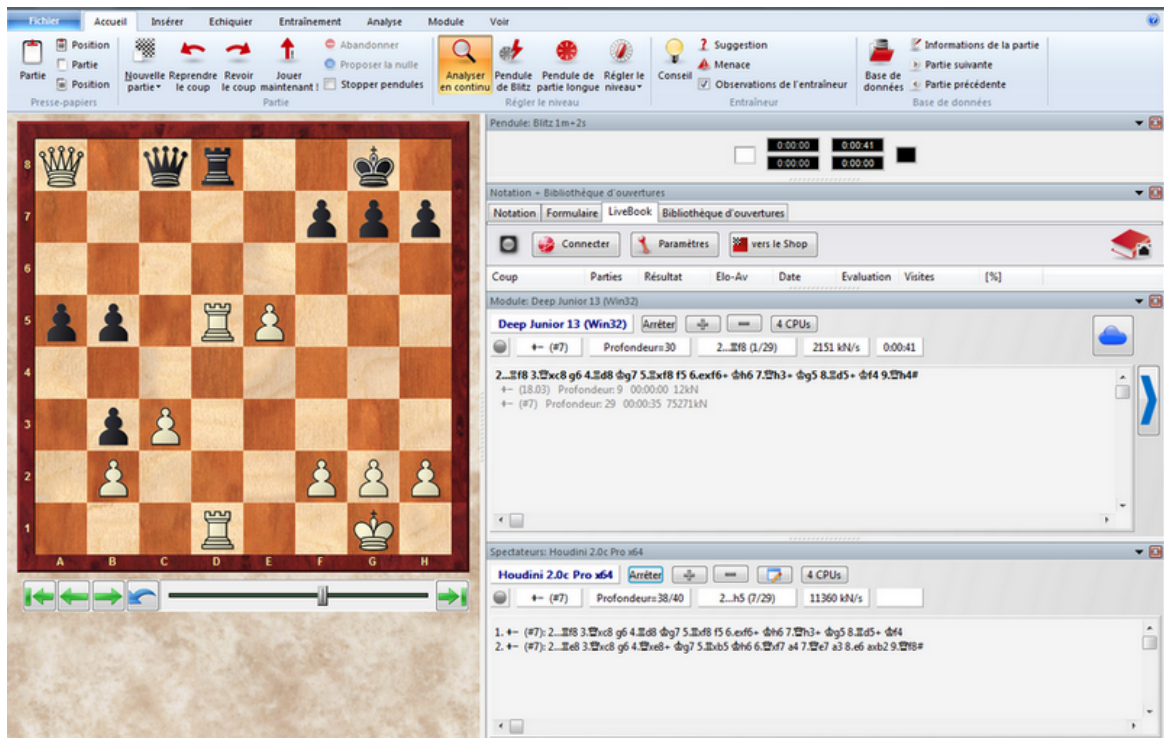 Fichier Accueil Insérer Echiquier Entraînement Analyse Module Voir
Position Abandonner Suggestion Informations de la partie
Partie Proposer la nulle Menace Partie suivante
Partie Position Nouvelle partie Reprendre le coup Revoir le coup Jouer maintenant ! Stopper pendules Analyser en continu Pendule de Blitz Pendule de partie longue Régler le niveau Conseil Observations de l'entraîneur Base de données Partie précédente
Presse-papiers Partie Régler le niveau Entraîneur Base de données
Pendule: Blitz 1m+2s
0:00:00 0:00:41
0:00:00 0:00:00
Notation + Bibliothèque d'ouvertures
Notation Formulaire LiveBook Bibliothèque d'ouvertures
Connecter Paramètres vers le Shop
Coup Parties Résultat Elo-Av Date Evaluation Visites [%]
Module: Deep Junior 13 (Win32)
Deep Junior 13 (Win32) Arrêter 4 CPUs
+- (#7) Profondeur=30 2...♖f8 (1/29) 2151 kN/s 0:00:41
2...♖f8 3.♕xc8 g6 4.♖d8 ♔g7 5.♖xf8 f5 6.exf6+ ♔h6 7.♕h3+ ♔g5 8.♖d5+ ♔f4 9.♕h4#
+- (18.03) Profondeur: 9 00:00:00 12kN
+- (#7) Profondeur: 29 00:00:35 75271kN
Spectateurs: Houdini 2.0c Pro x64
Houdini 2.0c Pro x64 Arrêter 4 CPUs
+- (#7) Profondeur=38/40 2...h5 (7/29) 11360 kN/s
1. +- (#7): 2...♖f8 3.♕xc8 g6 4.♖d8 ♔g7 5.♖xf8 f5 6.exf6+ ♔h6 7.♕h3+ ♔g5 8.♖d5+ ♔f4
2. +- (#7): 2...♖e8 3.♕xc8 g6 4.♕xe8+ ♔g7 5.♖xb5 ♔h6 6.♕xf7 a4 7.♕e7 a3 8.e6 axb2 9.♕f8#
8
7
6
5
4
3
2
1
A B C D E F G H